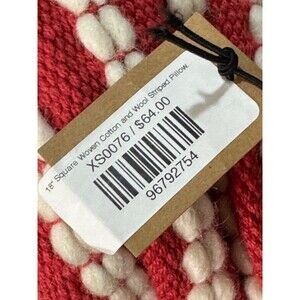 18" Square Woven Cotton and Wool Striped Pillow.
XS0076 / $64.00
96792754